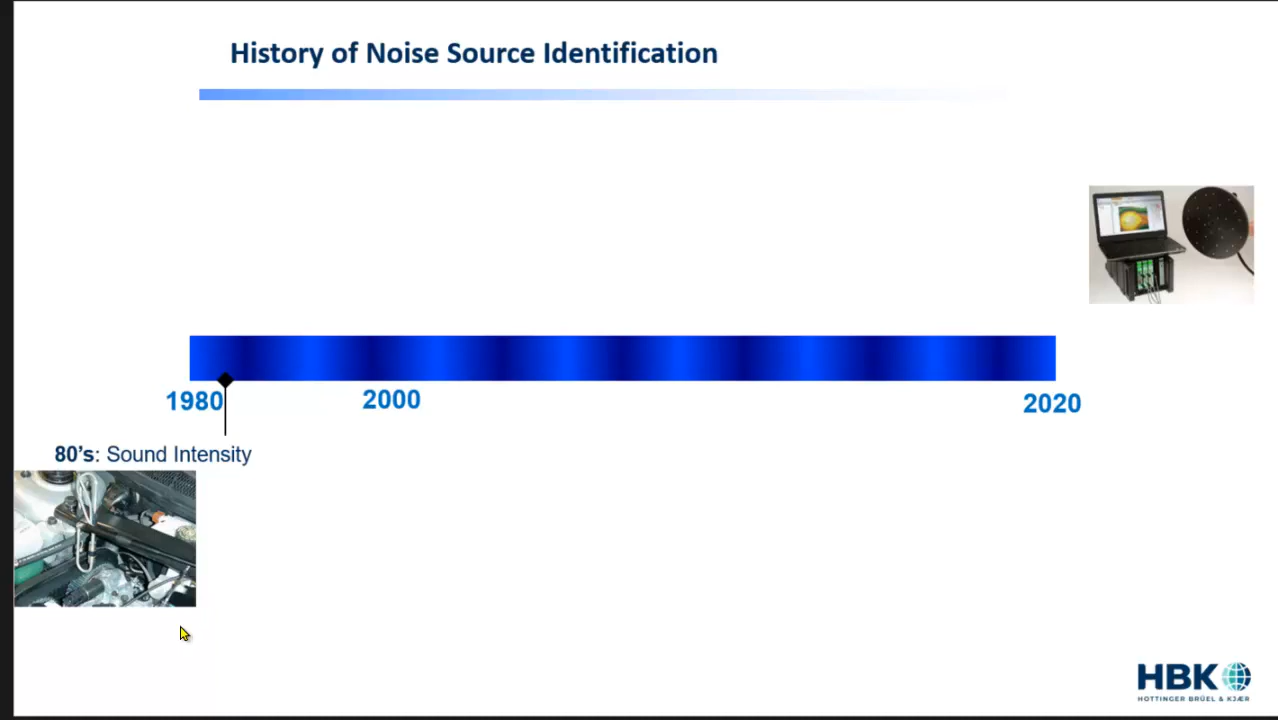 History of Noise Source Identification
1980
2000
2020
80’s: Sound Intensity
HBK
HOTTINGER BRÜEL & KJÆR